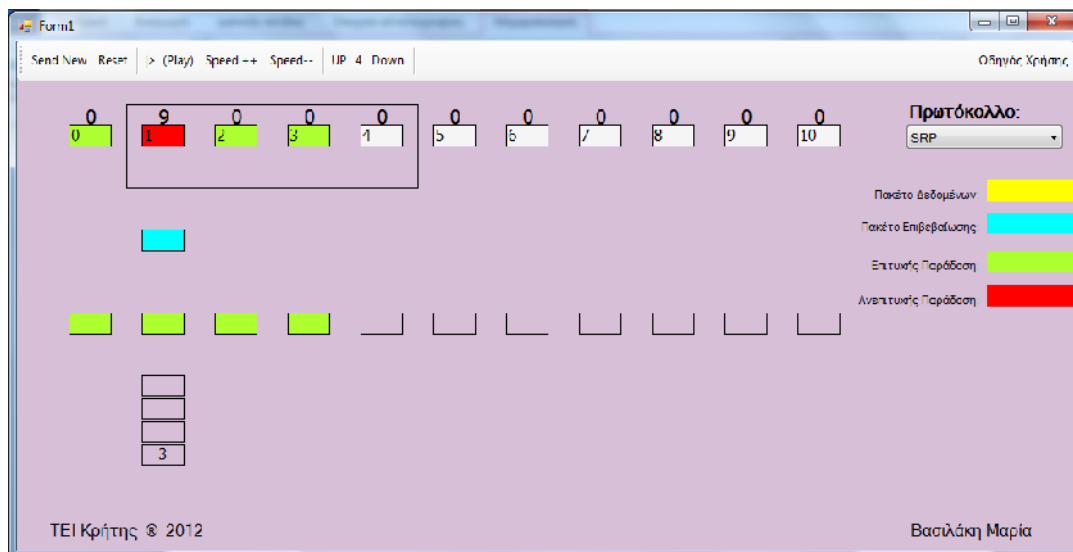 Form1
Send New Reset |> (Play) Speed ++ Speed-- UP 4 Down Οδηγός Χρήσης
0 9 0 0 0 0 0 0 0 0 0
0 1 2 3 4 5 6 7 8 9 10
Πρωτόκολλο:
SRP
Πακέτο Δεδομένων
Πακέτο Επιβεβαίωσης
Επιτυχής Παράδοση
Ανεπιτυχής Παράδοση
3
ΤΕΙ Κρήτης ® 2012 Βασιλάκη Μαρία